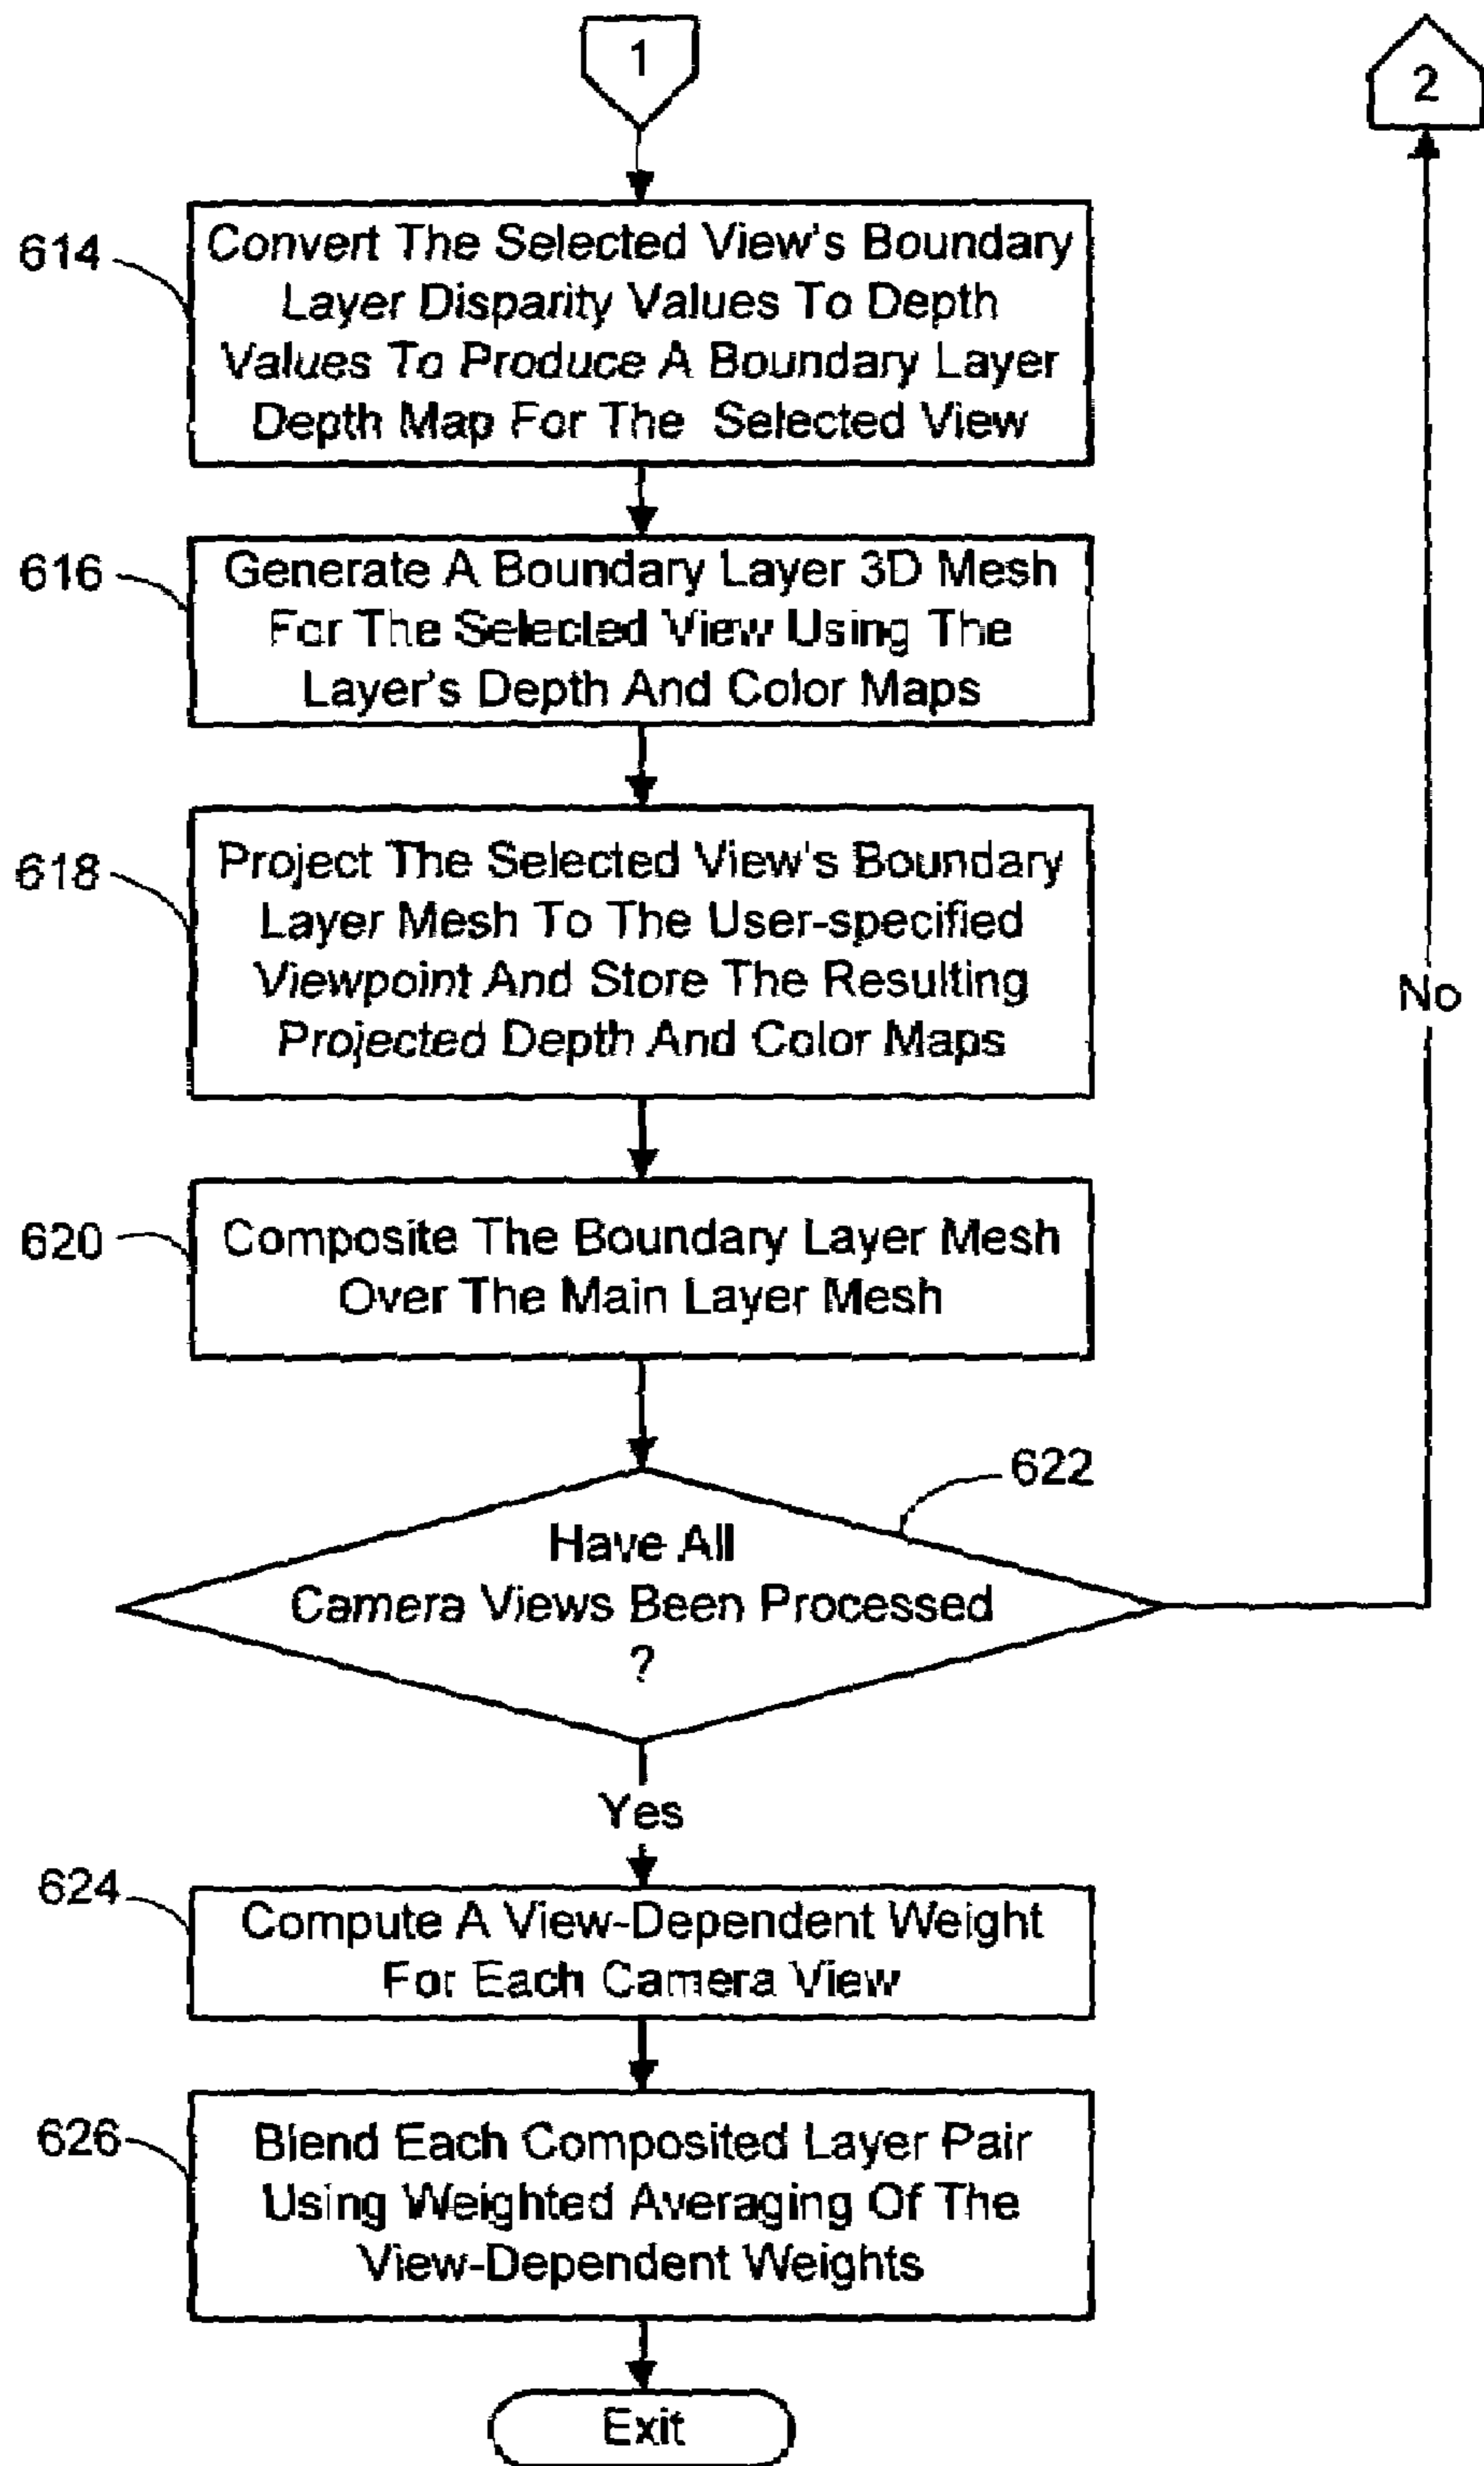 1
2
614
Convert The Selected View's Boundary
Layer Disparity Values To Depth
Values To Produce A Boundary Layer
Depth Map For The Selected View
616
Generate A Boundary Layer 3D Mesh
For The Selected View Using The
Layer's Depth And Color Maps
618
Project The Selected View's Boundary
Layer Mesh To The User-specified
Viewpoint And Store The Resulting
Projected Depth And Color Maps
No
620
Composite The Boundary Layer Mesh
Over The Main Layer Mesh
622
Have All
Camera Views Been Processed
?
Yes
624
Compute A View-Dependent Weight
For Each Camera View
626
Blend Each Composited Layer Pair
Using Weighted Averaging Of The
View-Dependent Weights
Exit